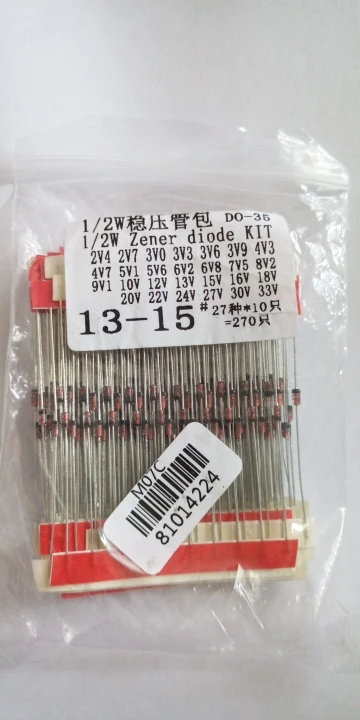 1/2W稳压管包 DO-35
1/2W Zener diode KIT
2V4 2V7 3V0 3V3 3V6 3V9 4V3
4V7 5V1 5V6 6V2 6V8 7V5 8V2
9V1 10V 12V 13V 15V 16V 18V
20V 22V 24V 27V 30V 33V
13-15# 27种*10只
=270只
M07C
81014224